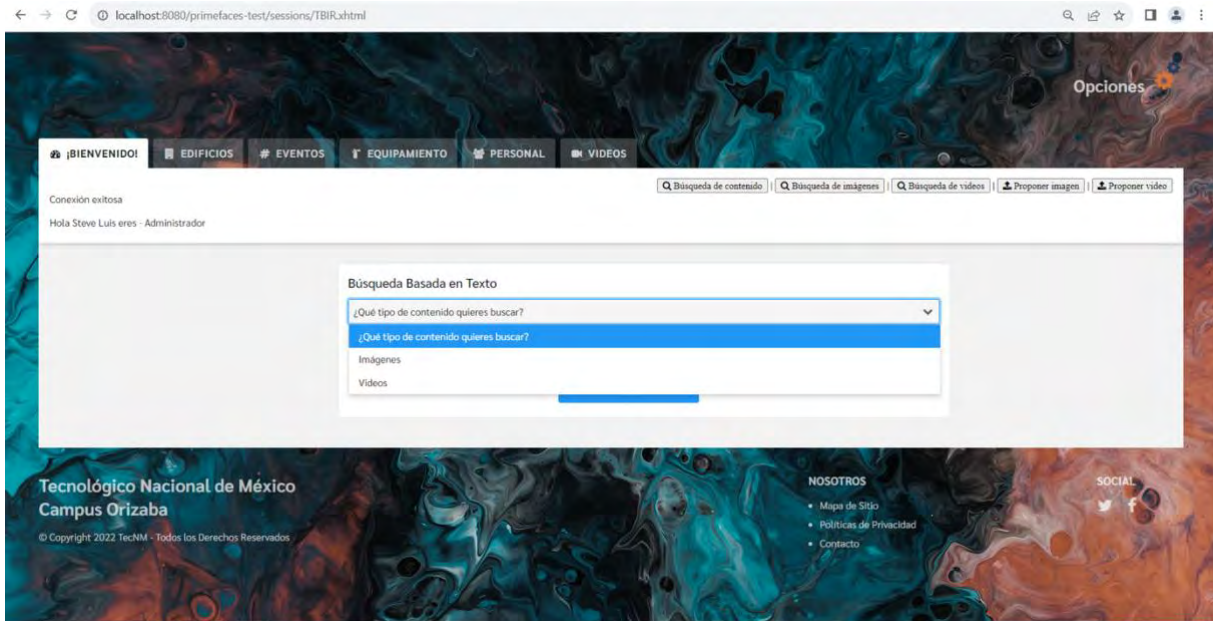 localhost:8080/primefaces-test/sessions/TBIR.xhtml
Opciones
¡BIENVENIDO! EDIFICIOS # EVENTOS EQUIPAMIENTO PERSONAL VIDEOS
Búsqueda de contenido | Búsqueda de imágenes | Búsqueda de videos | Proponer imagen | Proponer video
Conexión exitosa
Hola Steve Luis eres - Administrador
Búsqueda Basada en Texto
¿Qué tipo de contenido quieres buscar?
¿Qué tipo de contenido quieres buscar?
Imágenes
Videos
Tecnológico Nacional de México
Campus Orizaba
© Copyright 2022 TecNM - Todos los Derechos Reservados
NOSOTROS
• Mapa de Sitio
• Políticas de Privacidad
• Contacto
SOCIAL